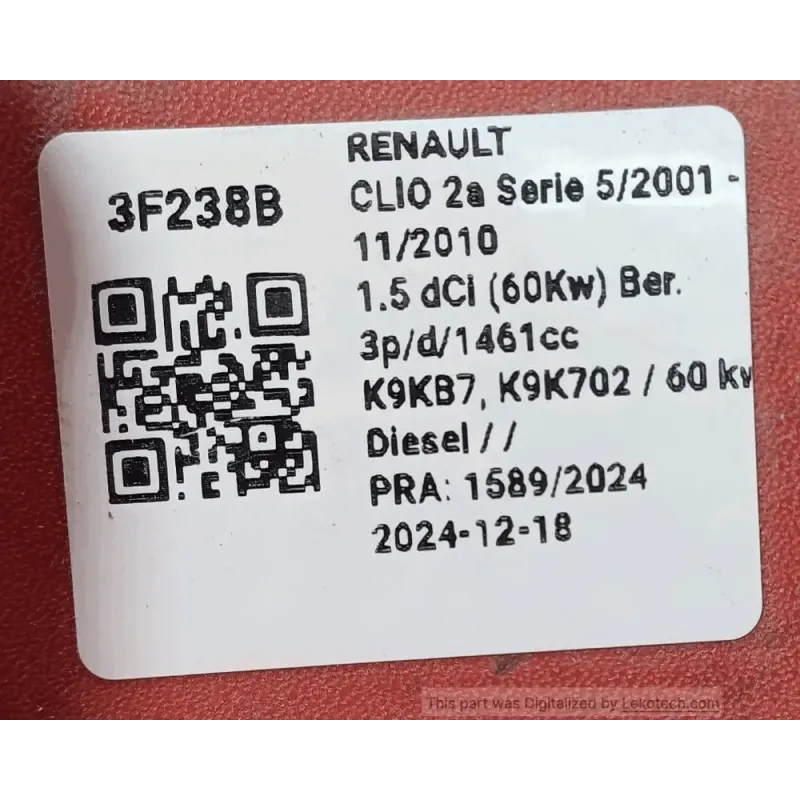 3F238B
RENAULT
CLIO 2a Serie 5/2001 -
11/2010
1.5 dCi (60Kw) Ber.
3p/d/1461cc
K9KB7, K9K702 / 60 kw
Diesel / /
PRA: 1589/2024
2024-12-18
This part was Digitalized by Lekotech.com